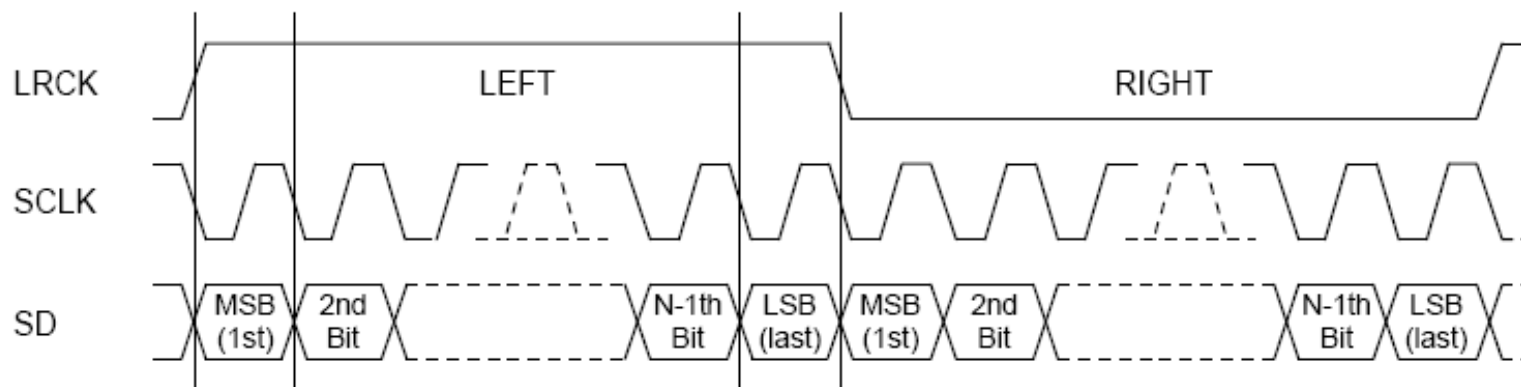 LRCK
LEFT
RIGHT
SCLK
SD
MSB
(1st)
2nd
Bit
N-1th
Bit
LSB
(last)
MSB
(1st)
2nd
Bit
N-1th
Bit
LSB
(last)